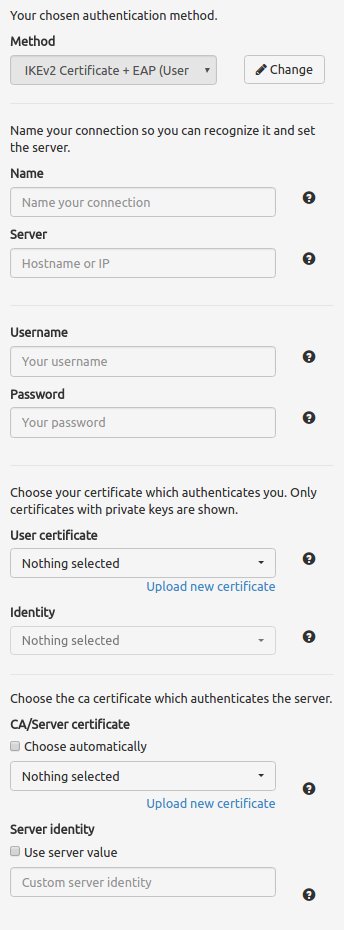 Your chosen authentication method.
Method
IKEv2 Certificate + EAP (User
Change
Name your connection so you can recognize it and set
the server.
Name
Name your connection
Server
Hostname or IP
Username
Your username
Password
Your password
Choose your certificate which authenticates you. Only
certificates with private keys are shown.
User certificate
Nothing selected
Upload new certificate
Identity
Nothing selected
Choose the ca certificate which authenticates the server.
CA/Server certificate
Choose automatically
Nothing selected
Upload new certificate
Server identity
Use server value
Custom server identity